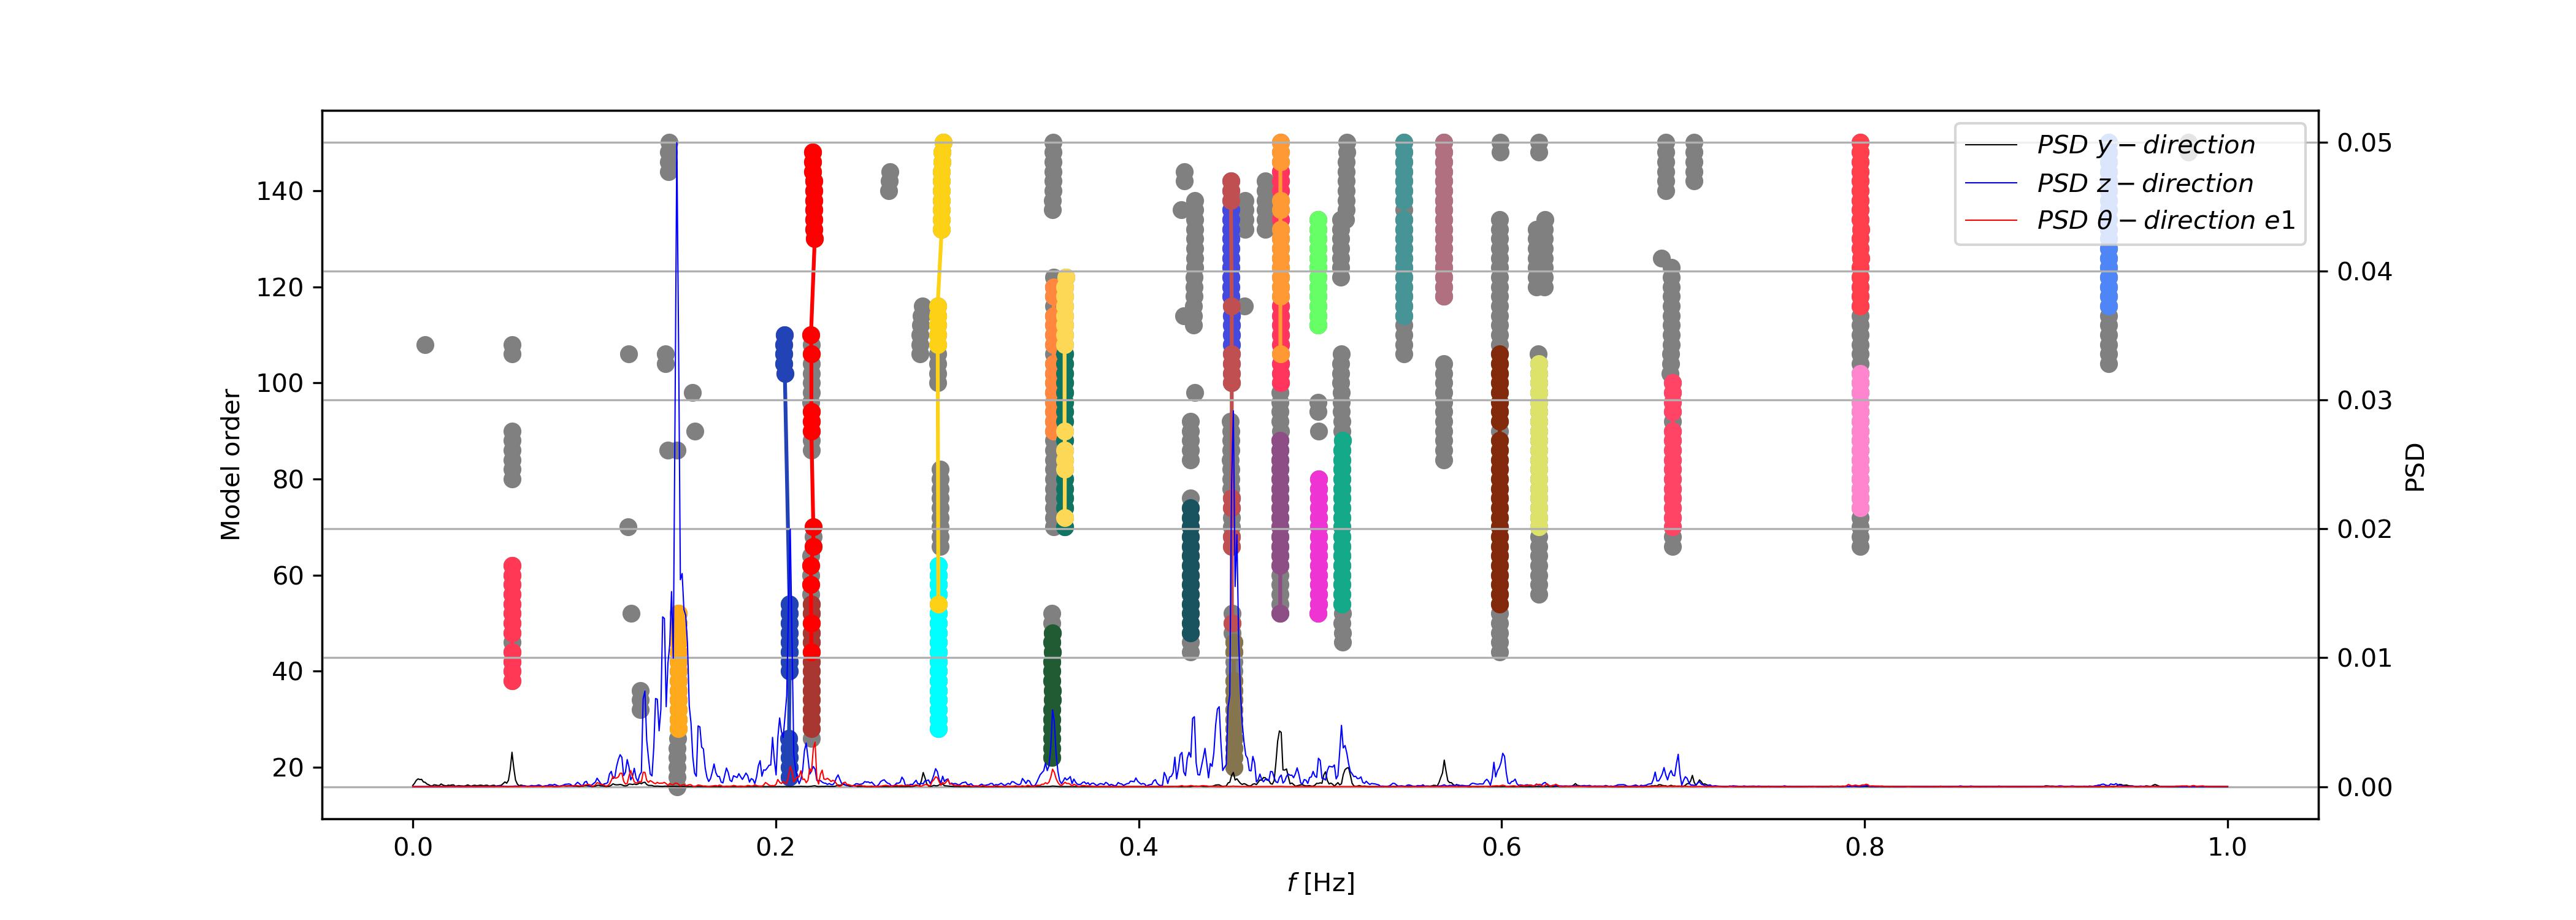 PSD y − direction
PSD z − direction
PSD θ − direction e1
Model order
140
120
100
80
60
40
20
0.05
0.04
0.03
0.02
0.01
0.00
PSD
0.0 0.2 0.4 0.6 0.8 1.0
f [Hz]